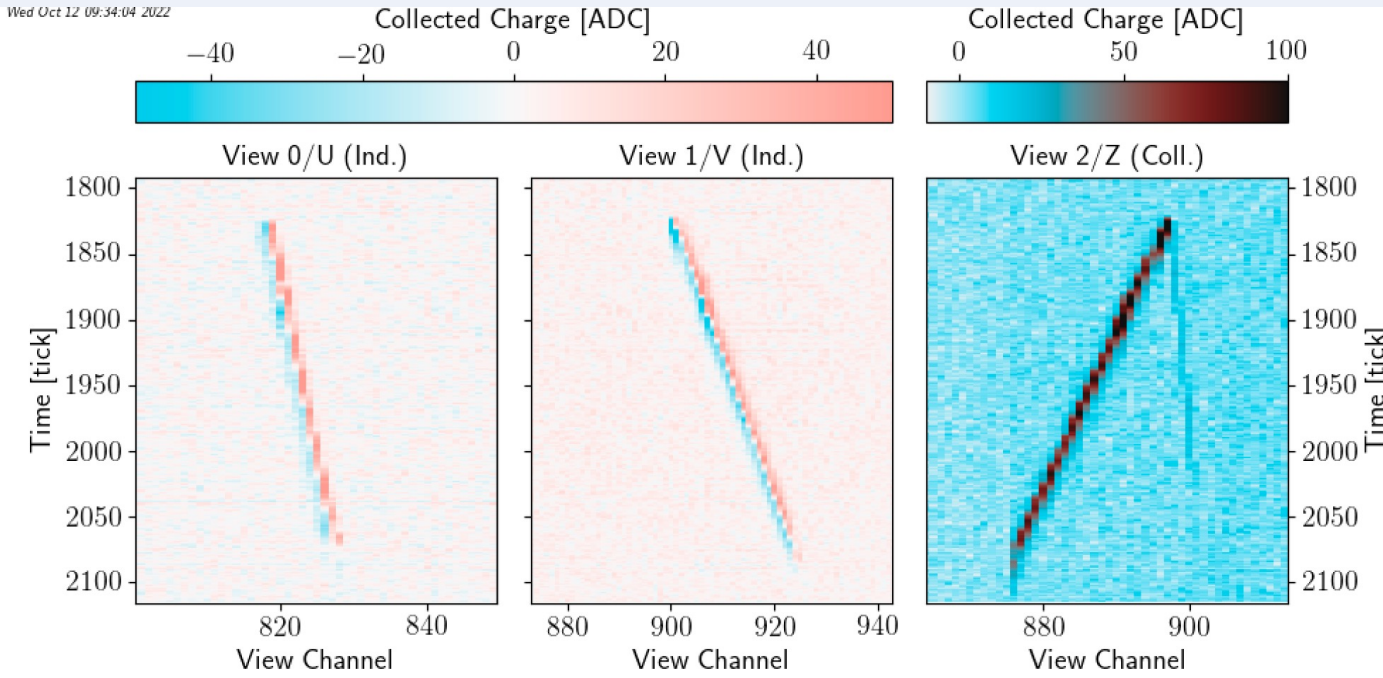 Wed Oct 12 09:34:04 2022
Collected Charge [ADC]
−40 −20 0 20 40
Collected Charge [ADC]
0 50 100
View 0/U (Ind.)
View 1/V (Ind.)
View 2/Z (Coll.)
Time [tick]
1800
1850
1900
1950
2000
2050
2100
820 840
View Channel
880 900 920 940
View Channel
880 900
View Channel
1800
1850
1900
1950
2000
2050
2100
Time [tick]